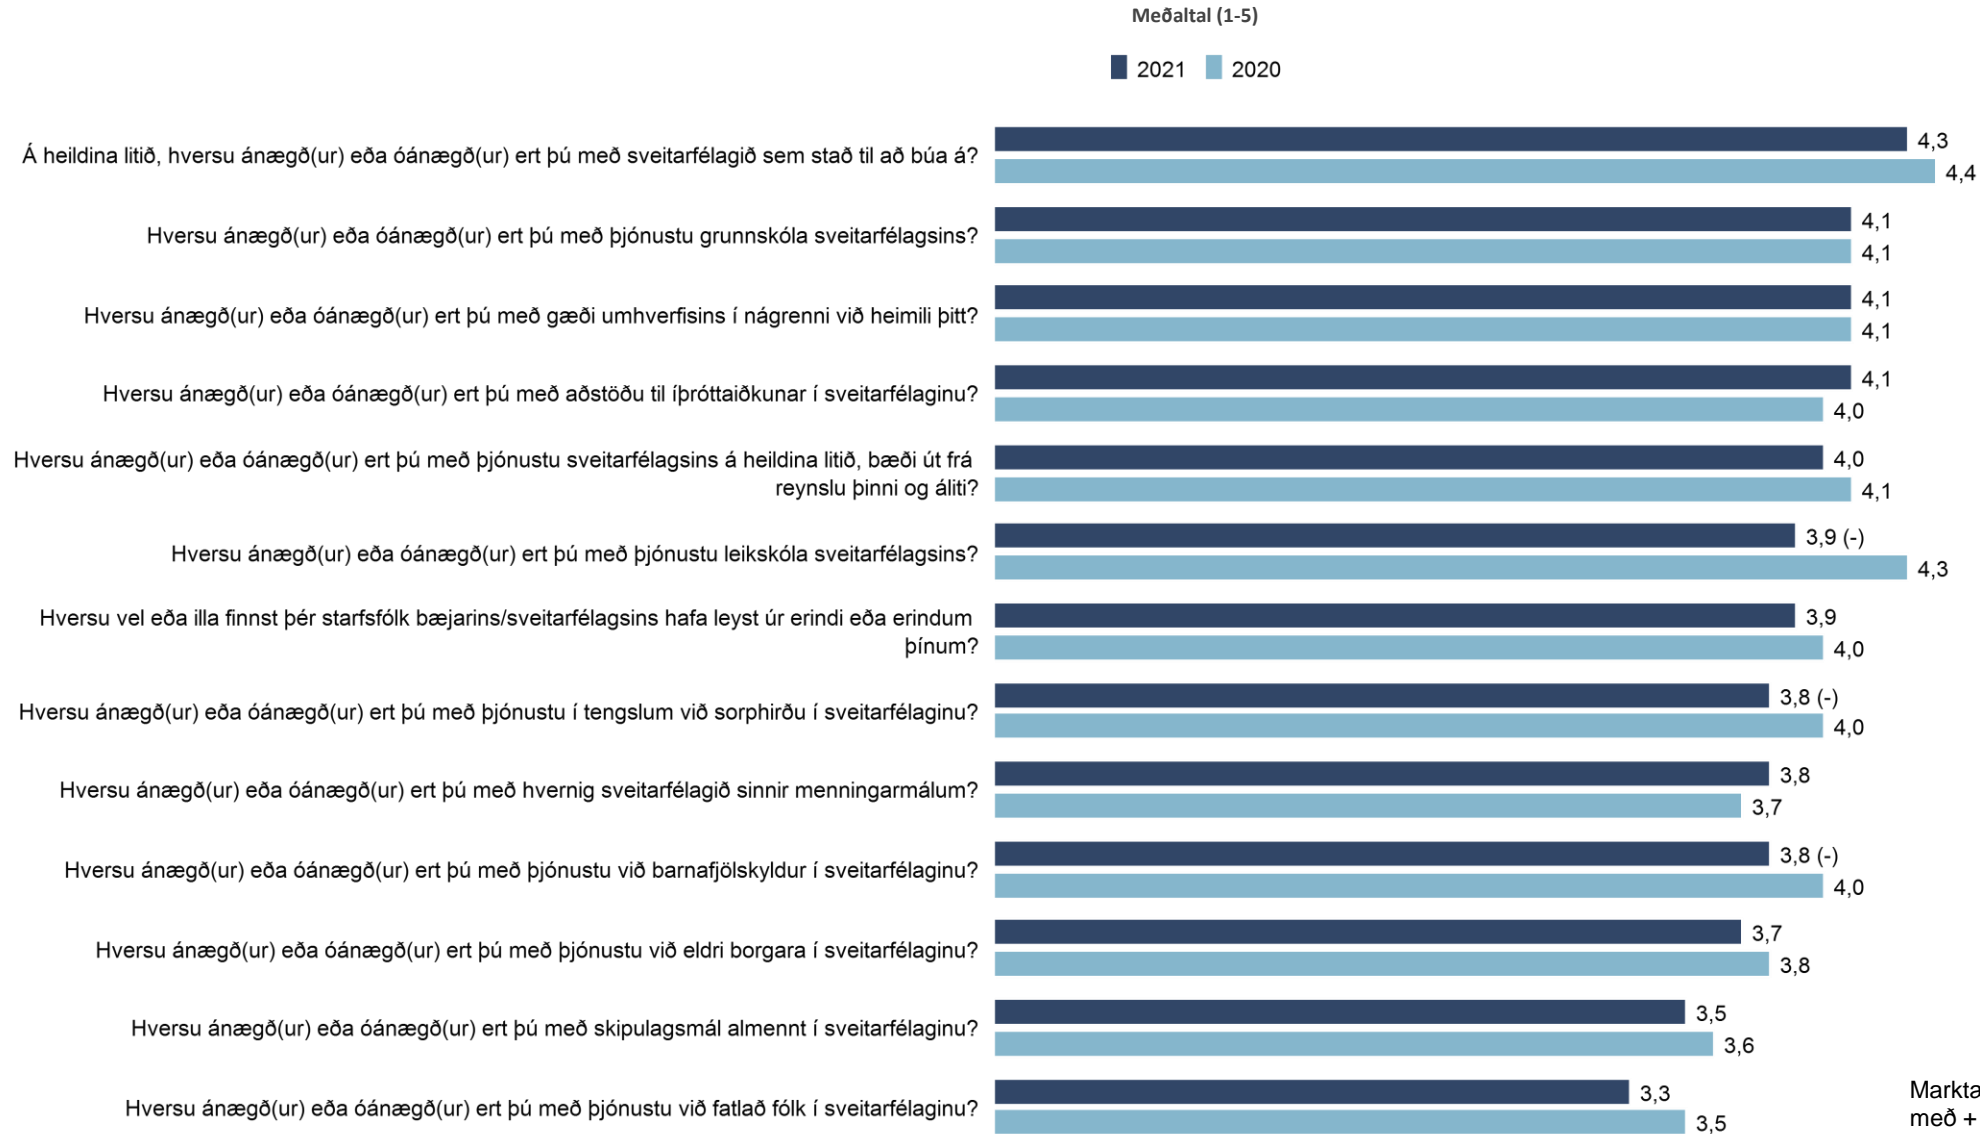 Meðaltal (1-5)
2021 2020
Á heildina litið, hversu ánægð(ur) eða óánægð(ur) ert þú með sveitarfélagið sem stað til að búa á?
4,3
4,4
Hversu ánægð(ur) eða óánægð(ur) ert þú með þjónustu grunnskóla sveitarfélagsins?
4,1
4,1
Hversu ánægð(ur) eða óánægð(ur) ert þú með gæði umhverfisins í nágrenni við heimili þitt?
4,1
4,1
Hversu ánægð(ur) eða óánægð(ur) ert þú með aðstöðu til íþróttaiðkunar í sveitarfélaginu?
4,1
4,0
Hversu ánægð(ur) eða óánægð(ur) ert þú með þjónustu sveitarfélagsins á heildina litið, bæði út frá
reynslu þinni og áliti?
4,0
4,1
Hversu ánægð(ur) eða óánægð(ur) ert þú með þjónustu leikskóla sveitarfélagsins?
3,9 (-)
4,3
Hversu vel eða illa finnst þér starfsfólk bæjarins/sveitarfélagsins hafa leyst úr erindi eða erindum
þínum?
3,9
4,0
Hversu ánægð(ur) eða óánægð(ur) ert þú með þjónustu í tengslum við sorphirðu í sveitarfélaginu?
3,8 (-)
4,0
Hversu ánægð(ur) eða óánægð(ur) ert þú með hvernig sveitarfélagið sinnir menningarmálum?
3,8
3,7
Hversu ánægð(ur) eða óánægð(ur) ert þú með þjónustu við barnafjölskyldur í sveitarfélaginu?
3,8 (-)
4,0
Hversu ánægð(ur) eða óánægð(ur) ert þú með þjónustu við eldri borgara í sveitarfélaginu?
3,7
3,8
Hversu ánægð(ur) eða óánægð(ur) ert þú með skipulagsmál almennt í sveitarfélaginu?
3,5
3,6
Hversu ánægð(ur) eða óánægð(ur) ert þú með þjónustu við fatlað fólk í sveitarfélaginu?
3,3
3,5
Markta
með +